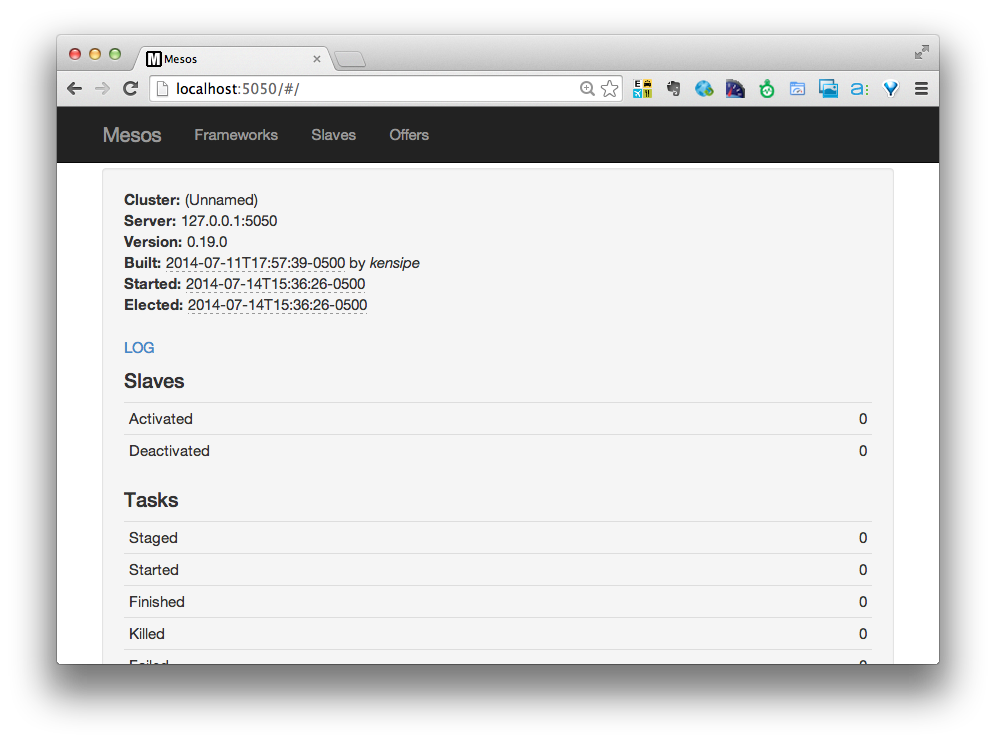 Mesos
localhost:5050/#/
Mesos Frameworks Slaves Offers
Cluster: (Unnamed)
Server: 127.0.0.1:5050
Version: 0.19.0
Built: 2014-07-11T17:57:39-0500 by kensipe
Started: 2014-07-14T15:36:26-0500
Elected: 2014-07-14T15:36:26-0500
LOG
Slaves
Activated 0
Deactivated 0
Tasks
Staged 0
Started 0
Finished 0
Killed 0
Failed 0